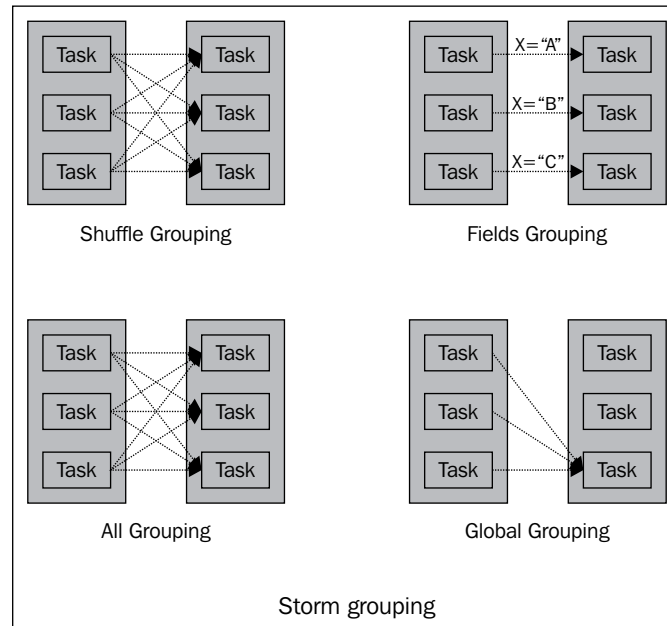 Task Task
Task Task
Task Task
Shuffle Grouping
Task X="A" Task
Task X="B" Task
Task X="C" Task
Fields Grouping
Task Task
Task Task
Task Task
All Grouping
Task Task
Task Task
Task Task
Global Grouping
Storm grouping